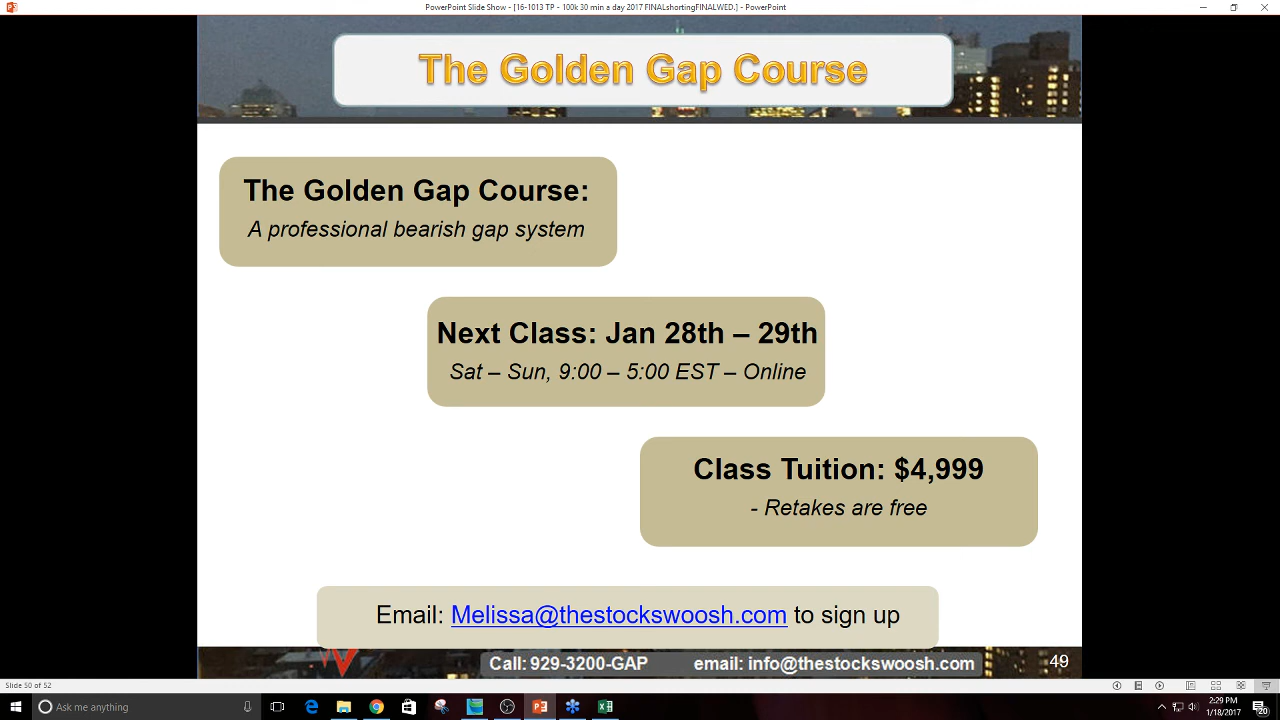 PowerPoint Slide Show - [16-1013 TP - 100k 30 min a day 2017 FINALshortingFINALWED.] - PowerPoint
The Golden Gap Course
The Golden Gap Course:
A professional bearish gap system
Next Class: Jan 28th – 29th
Sat – Sun, 9:00 – 5:00 EST – Online
Class Tuition: $4,999
- Retakes are free
Email: Melissa@thestockswoosh.com to sign up
Call: 929-3200-GAP email: info@thestockswoosh.com
49
Slide 50 of 52
Ask me anything
2:29 PM
1/18/2017
20